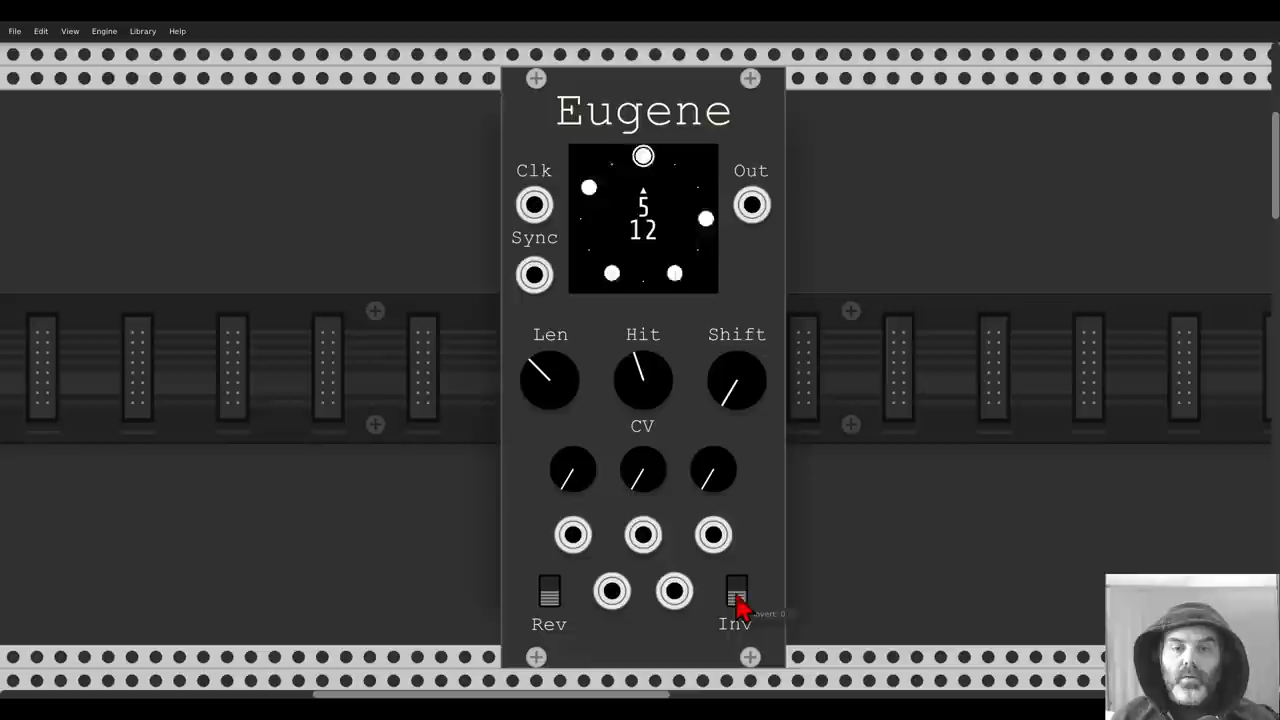 File Edit View Engine Library Help
Eugene
Clk
Out
5
12
Sync
Len Hit Shift
CV
Rev
Inv